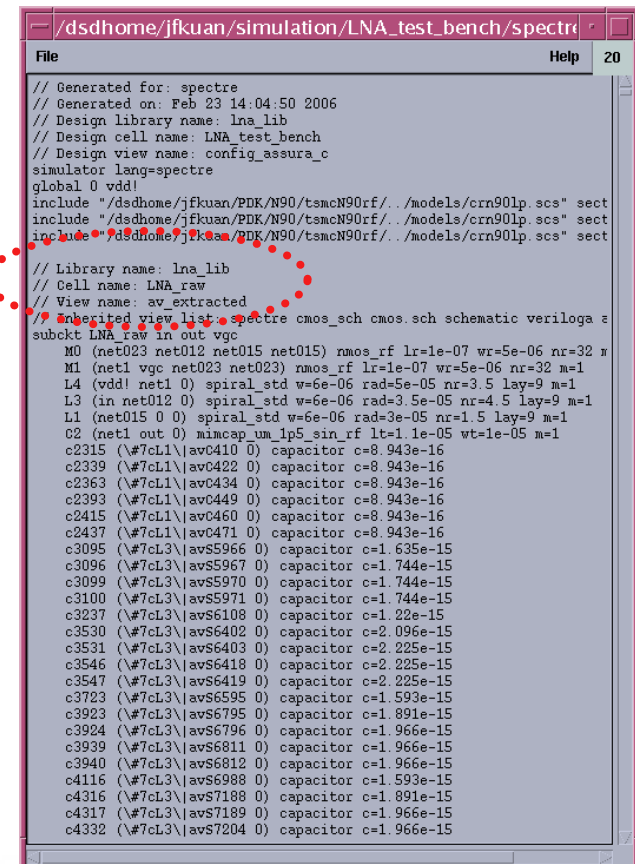 /dsdhome/jfkuan/simulation/LNA_test_bench/spectre
File Help 20
// Generated for: spectre
// Generated on: Feb 23 14:04:50 2006
// Design library name: lna_lib
// Design cell name: LNA_test_bench
// Design view name: config_assura_c
simulator lang=spectre
global 0 vdd!
include "/dsdhome/jfkuan/PDK/N90/tsmcN90rf/../models/crn90lp.scs" sect
include "/dsdhome/jfkuan/PDK/N90/tsmcN90rf/../models/crn90lp.scs" sect
include "/dsdhome/jfkuan/PDK/N90/tsmcN90rf/../models/crn90lp.scs" sect
// Library name: lna_lib
// Cell name: LNA_raw
// View name: av_extracted
// Inherited view list: spectre cmos_sch cmos.sch schematic veriloga a
subckt LNA_raw in out vgc
M0 (net023 net012 net015 net015) nmos_rf lr=1e-07 wr=5e-06 nr=32 m
M1 (net1 vgc net023 net023) nmos_rf lr=1e-07 wr=5e-06 nr=32 m=1
L4 (vdd! net1 0) spiral_std w=6e-06 rad=5e-05 nr=3.5 lay=9 m=1
L3 (in net012 0) spiral_std w=6e-06 rad=3.5e-05 nr=4.5 lay=9 m=1
L1 (net015 0 0) spiral_std w=6e-06 rad=3e-05 nr=1.5 lay=9 m=1
C2 (net1 out 0) mimcap_um_1p5_sin_rf lt=1.1e-05 wt=1e-05 m=1
c2315 (\#7cL1\|avC410 0) capacitor c=8.943e-16
c2339 (\#7cL1\|avC422 0) capacitor c=8.943e-16
c2363 (\#7cL1\|avC434 0) capacitor c=8.943e-16
c2393 (\#7cL1\|avC449 0) capacitor c=8.943e-16
c2415 (\#7cL1\|avC460 0) capacitor c=8.943e-16
c2437 (\#7cL1\|avC471 0) capacitor c=8.943e-16
c3095 (\#7cL3\|avS5966 0) capacitor c=1.635e-15
c3096 (\#7cL3\|avS5967 0) capacitor c=1.744e-15
c3099 (\#7cL3\|avS5970 0) capacitor c=1.744e-15
c3100 (\#7cL3\|avS5971 0) capacitor c=1.744e-15
c3237 (\#7cL3\|avS6108 0) capacitor c=1.22e-15
c3530 (\#7cL3\|avS6402 0) capacitor c=2.096e-15
c3531 (\#7cL3\|avS6403 0) capacitor c=2.225e-15
c3546 (\#7cL3\|avS6418 0) capacitor c=2.225e-15
c3547 (\#7cL3\|avS6419 0) capacitor c=2.225e-15
c3723 (\#7cL3\|avS6595 0) capacitor c=1.593e-15
c3923 (\#7cL3\|avS6795 0) capacitor c=1.891e-15
c3924 (\#7cL3\|avS6796 0) capacitor c=1.966e-15
c3939 (\#7cL3\|avS6811 0) capacitor c=1.966e-15
c3940 (\#7cL3\|avS6812 0) capacitor c=1.966e-15
c4116 (\#7cL3\|avS6988 0) capacitor c=1.593e-15
c4316 (\#7cL3\|avS7188 0) capacitor c=1.891e-15
c4317 (\#7cL3\|avS7189 0) capacitor c=1.966e-15
c4332 (\#7cL3\|avS7204 0) capacitor c=1.966e-15